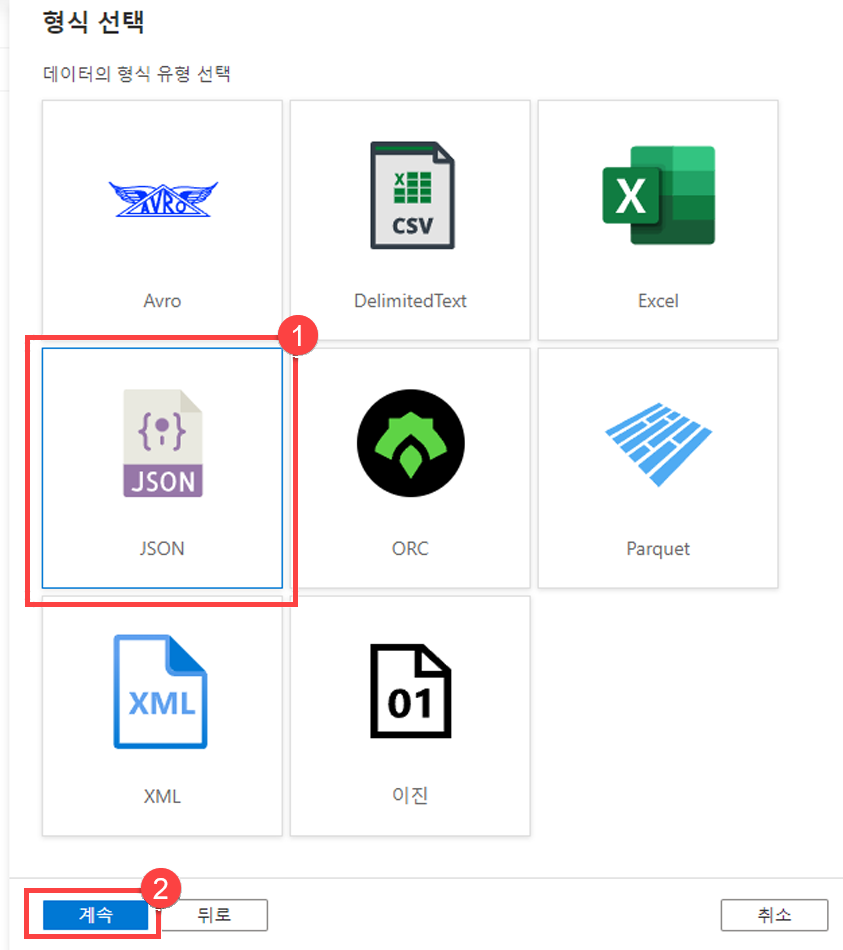 형식 선택
데이터의 형식 유형 선택
AVRO
X
CSV
X
Avro
DelimitedText
Excel
1
{ }
JSON
JSON
ORC
Parquet
XML
01
XML
이진
2
계속
뒤로
취소